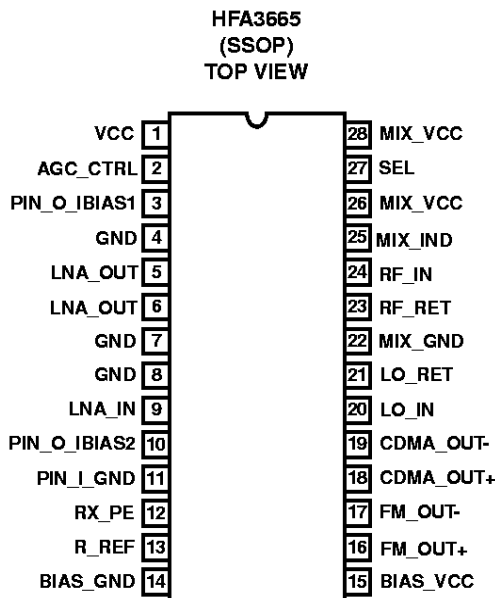 HFA3665
(SSOP)
TOP VIEW
VCC 1 28 MIX_VCC
AGC_CTRL 2 27 SEL
PIN_O_IBIAS1 3 26 MIX_VCC
GND 4 25 MIX_IND
LNA_OUT 5 24 RF_IN
LNA_OUT 6 23 RF_RET
GND 7 22 MIX_GND
GND 8 21 LO_RET
LNA_IN 9 20 LO_IN
PIN_O_IBIAS2 10 19 CDMA_OUT-
PIN_I_GND 11 18 CDMA_OUT+
RX_PE 12 17 FM_OUT-
R_REF 13 16 FM_OUT+
BIAS_GND 14 15 BIAS_VCC